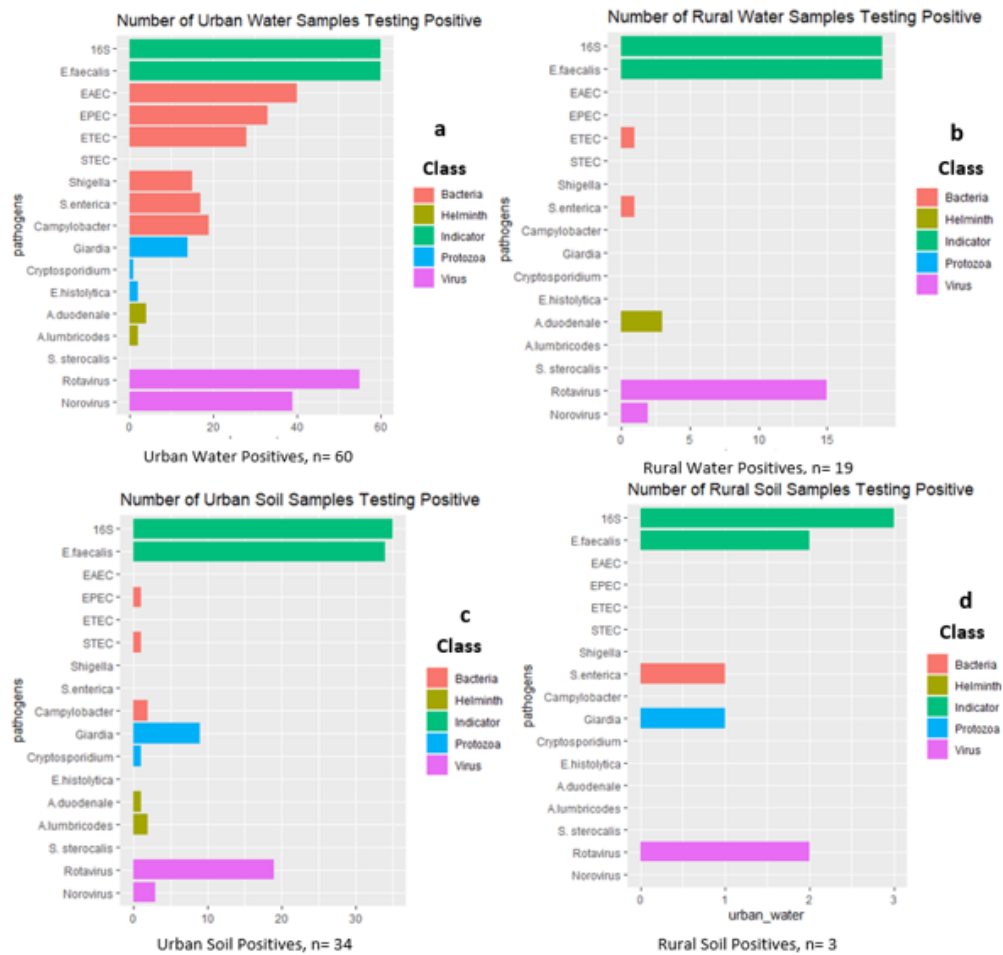 Number of Urban Water Samples Testing Positive
pathogens
16S
E.faecalis
EAEC
EPEC
ETEC
STEC
Shigella
S.enterica
Campylobacter
Giardia
Cryptosporidium
E.histolytica
A.duodenale
A.lumbricodes
S. sterocalis
Rotavirus
Norovirus
0 20 40 60
Urban Water Positives, n= 60
a
Class
Bacteria
Helminth
Indicator
Protozoa
Virus
Number of Rural Water Samples Testing Positive
pathogens
16S
E.faecalis
EAEC
EPEC
ETEC
STEC
Shigella
S.enterica
Campylobacter
Giardia
Cryptosporidium
E.histolytica
A.duodenale
A.lumbricodes
S. sterocalis
Rotavirus
Norovirus
0 5 10 15
Rural Water Positives, n= 19
b
Class
Bacteria
Helminth
Indicator
Protozoa
Virus
Number of Urban Soil Samples Testing Positive
pathogens
16S
E.faecalis
EAEC
EPEC
ETEC
STEC
Shigella
S.enterica
Campylobacter
Giardia
Cryptosporidium
E.histolytica
A.duodenale
A.lumbricodes
S. sterocalis
Rotavirus
Norovirus
0 10 20 30
Urban Soil Positives, n= 34
c
Class
Bacteria
Helminth
Indicator
Protozoa
Virus
Number of Rural Soil Samples Testing Positive
pathogens
16S
E.faecalis
EAEC
EPEC
ETEC
STEC
Shigella
S.enterica
Campylobacter
Giardia
Cryptosporidium
E.histolytica
A.duodenale
A.lumbricodes
S. sterocalis
Rotavirus
Norovirus
0 1 2 3
urban_water
Rural Soil Positives, n= 3
d
Class
Bacteria
Helminth
Indicator
Protozoa
Virus